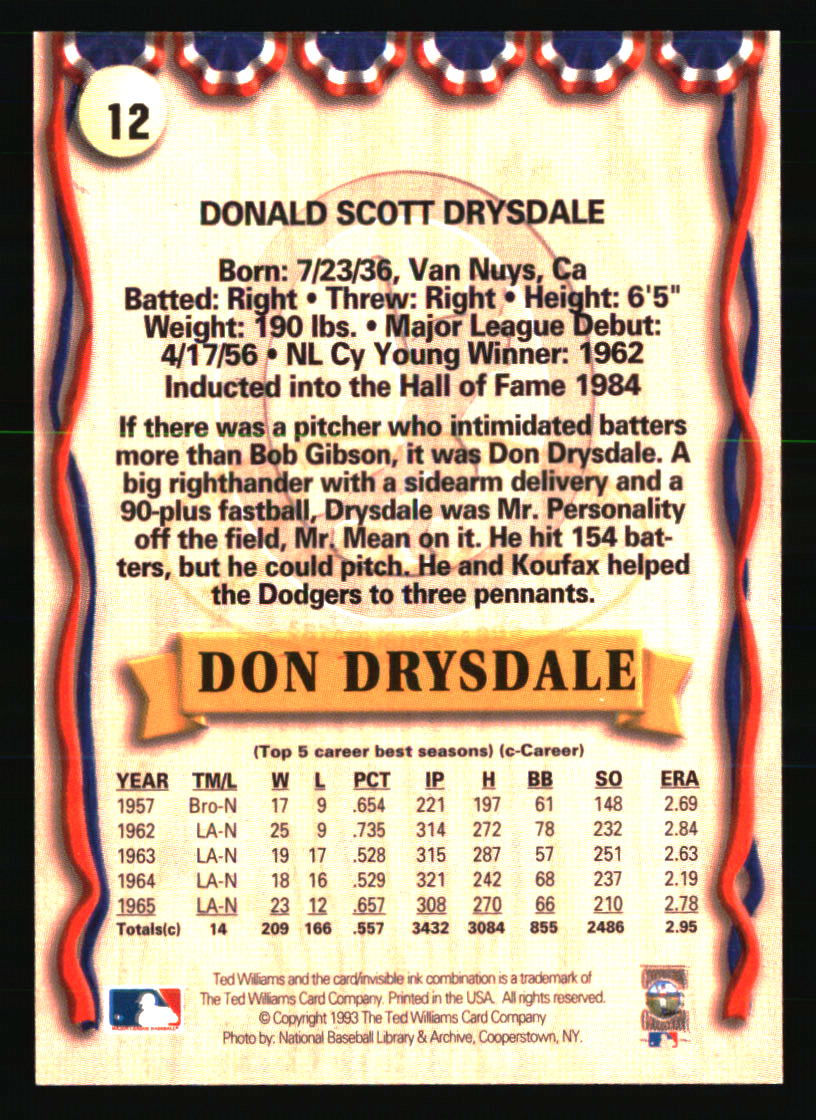 12
DONALD SCOTT DRYSDALE
Born: 7/23/36, Van Nuys, Ca
Batted: Right • Threw: Right • Height: 6'5"
Weight: 190 lbs. • Major League Debut:
4/17/56 • NL Cy Young Winner: 1962
Inducted into the Hall of Fame 1984
If there was a pitcher who intimidated batters
more than Bob Gibson, it was Don Drysdale. A
big righthander with a sidearm delivery and a
90-plus fastball, Drysdale was Mr. Personality
off the field, Mr. Mean on it. He hit 154 bat-
ters, but he could pitch. He and Koufax helped
the Dodgers to three pennants.
DON DRYSDALE
(Top 5 career best seasons) (c-Career)
YEAR TM/L W L PCT IP H BB SO ERA
1957 Bro-N 17 9 .654 221 197 61 148 2.69
1962 LA-N 25 9 .735 314 272 78 232 2.84
1963 LA-N 19 17 .528 315 287 57 251 2.63
1964 LA-N 18 16 .529 321 242 68 237 2.19
1965 LA-N 23 12 .657 308 270 66 210 2.78
Totals(c) 14 209 166 .557 3432 3084 855 2486 2.95
Ted Williams and the card/invisible ink combination is a trademark of
The Ted Williams Card Company. Printed in the USA. All rights reserved.
© Copyright 1993 The Ted Williams Card Company
Photo by: National Baseball Library & Archive, Cooperstown, NY.
MAJOR LEAGUE BASEBALL